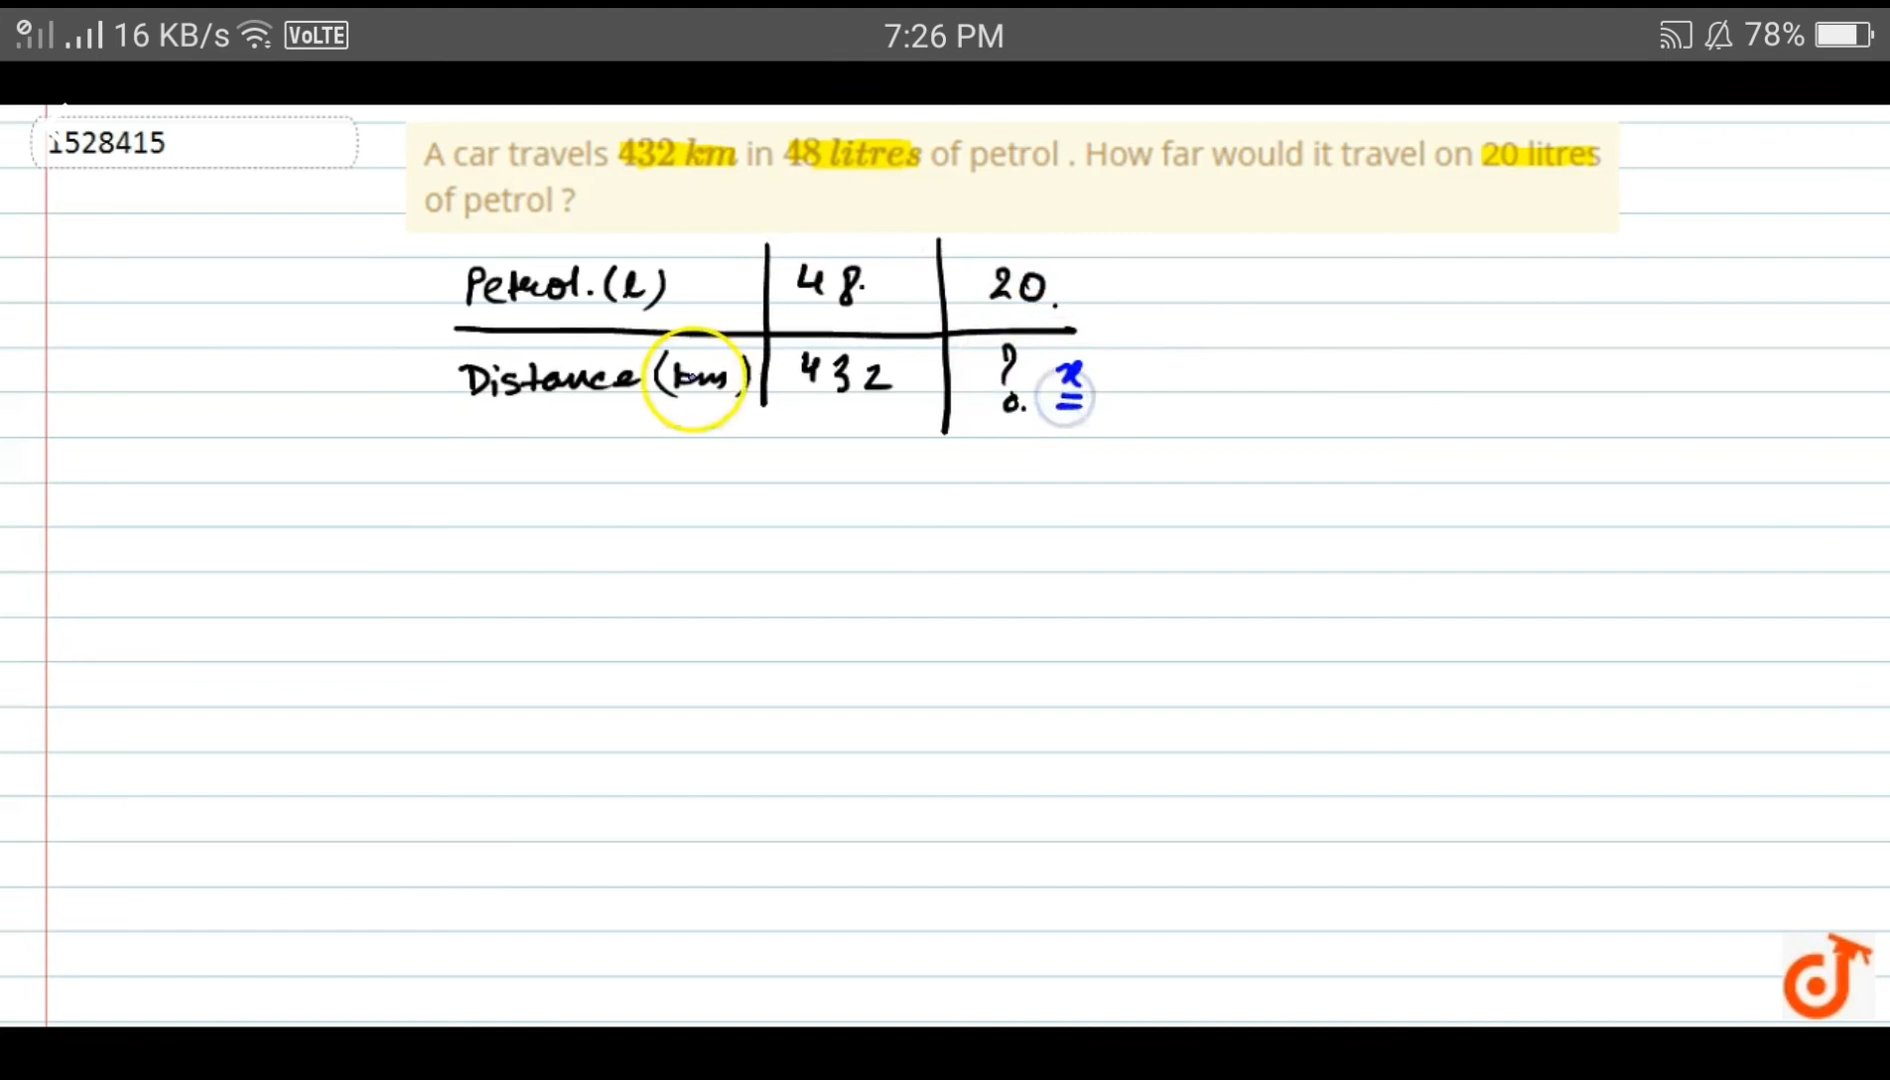 16 KB/s VoLTE 7:26 PM 78%
1528415
A car travels 432 km in 48 litres of petrol . How far would it travel on 20 litres
of petrol ?
Petrol.(l) 48. 20.
Distance (km) 432 ? x